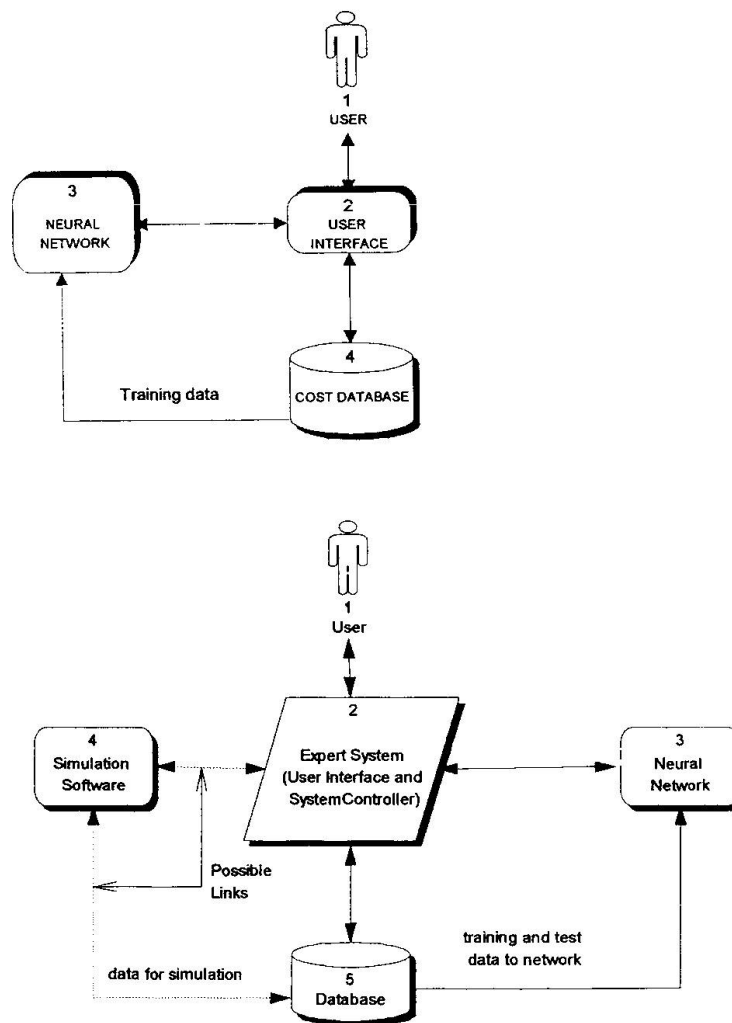 1
USER
3
NEURAL
NETWORK
2
USER
INTERFACE
4
COST DATABASE
Training data
1
User
2
Expert System
(User Interface and
SystemController)
4
Simulation
Software
3
Neural
Network
Possible
Links
training and test
data to network
data for simulation
5
Database